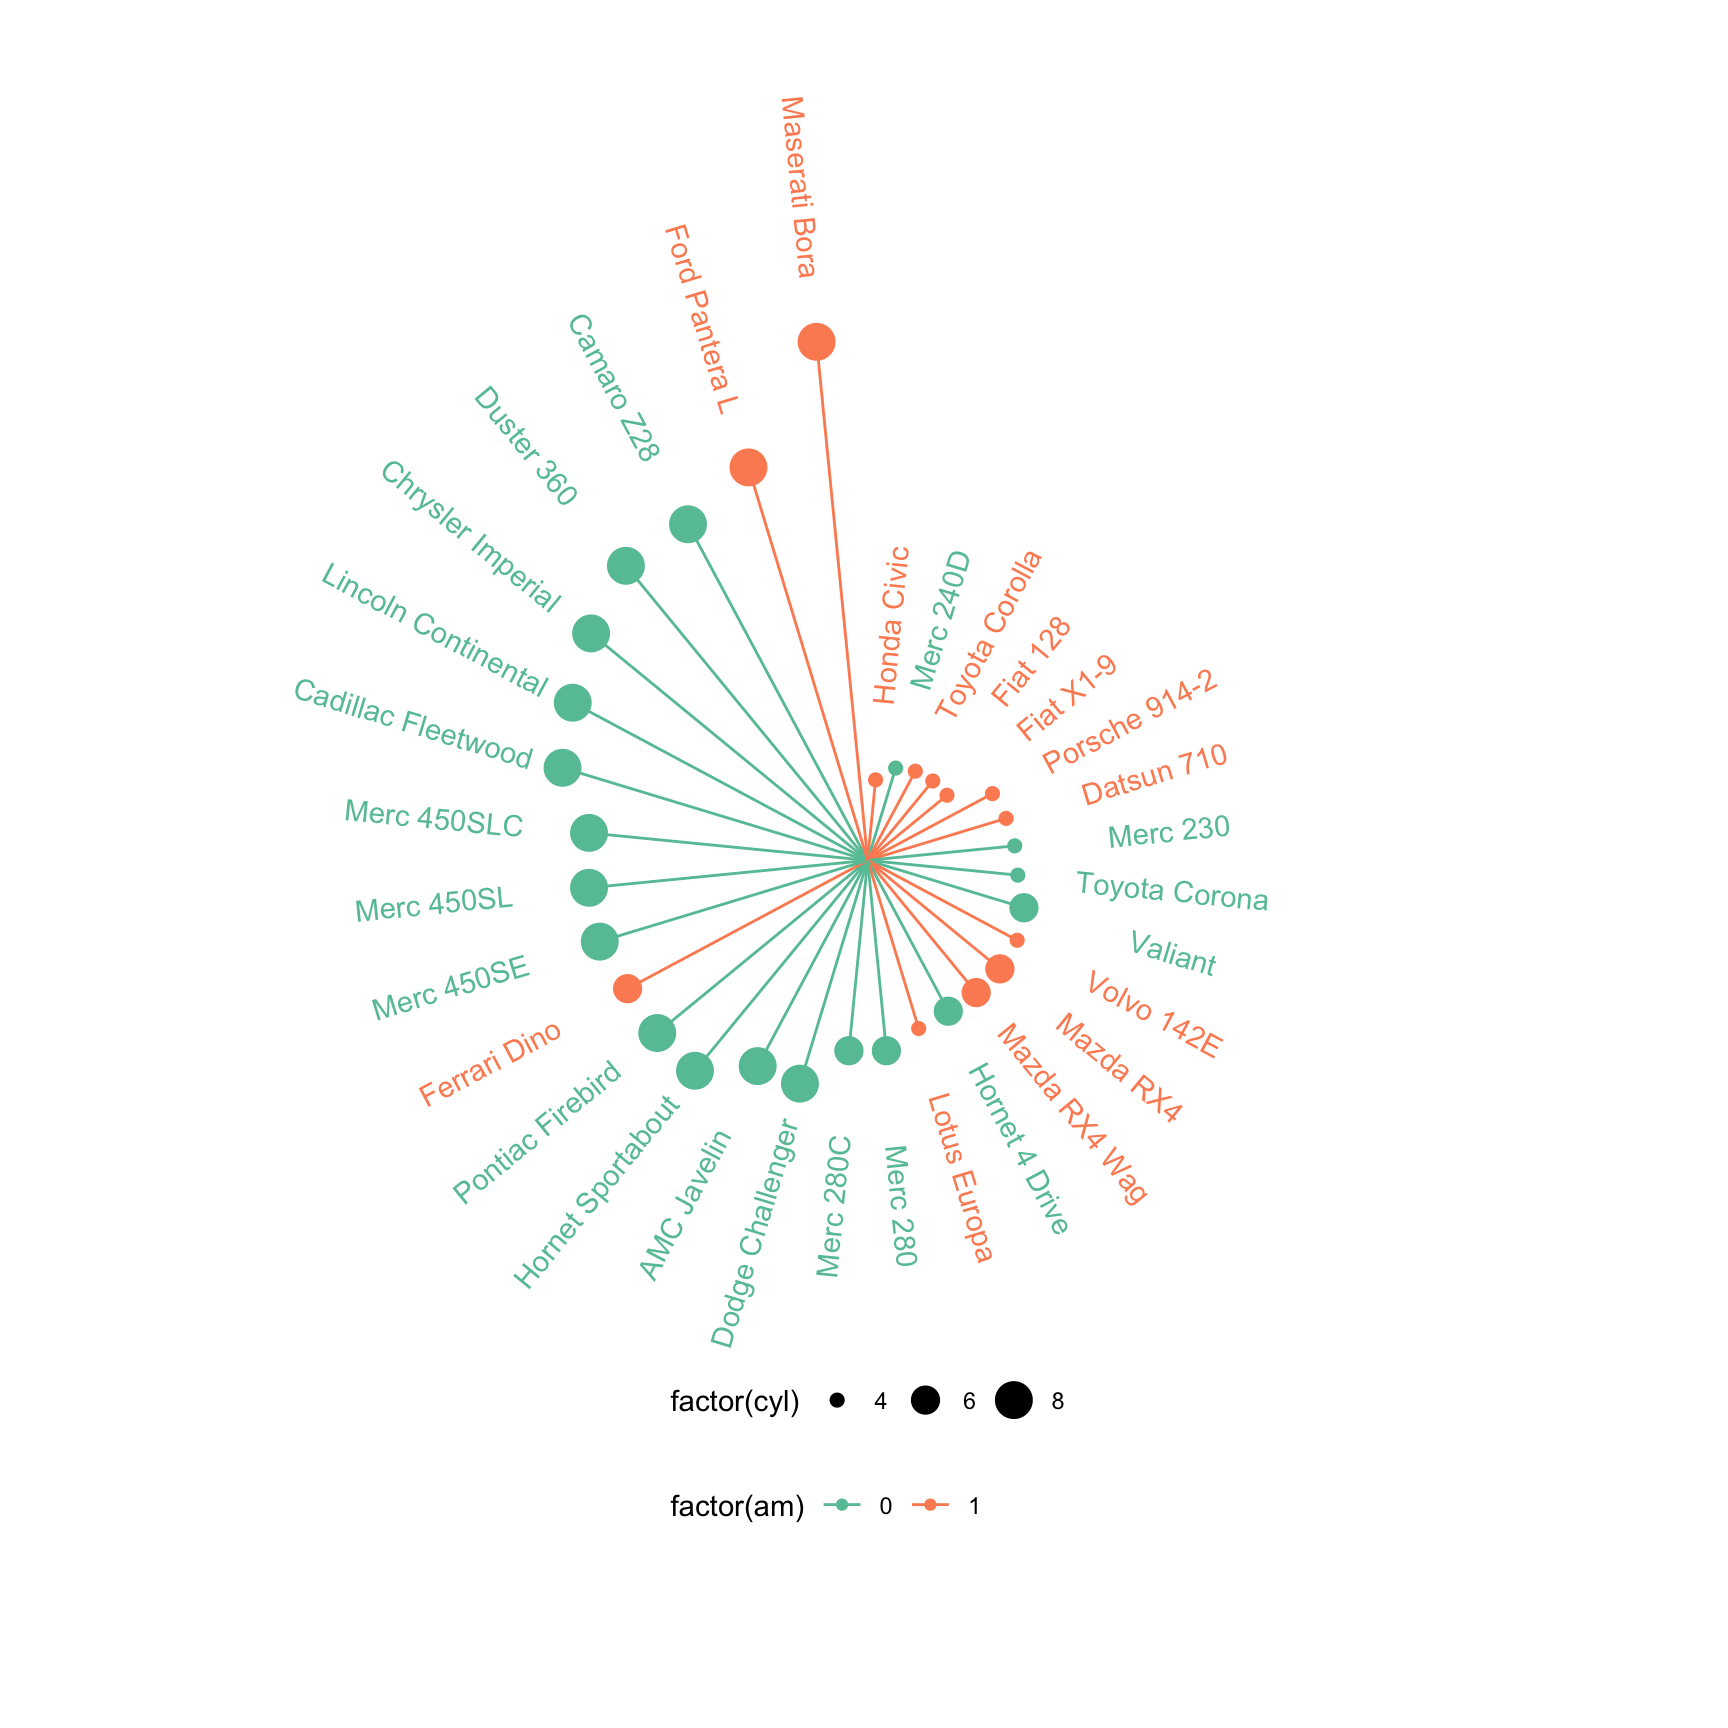 Maserati Bora
Ford Pantera L
Camaro Z28
Duster 360
Chrysler Imperial
Lincoln Continental
Cadillac Fleetwood
Merc 450SLC
Merc 450SL
Merc 450SE
Ferrari Dino
Pontiac Firebird
Hornet Sportabout
AMC Javelin
Dodge Challenger
Merc 280C
Merc 280
Lotus Europa
Hornet 4 Drive
Mazda RX4 Wag
Mazda RX4
Volvo 142E
Valiant
Toyota Corona
Merc 230
Datsun 710
Porsche 914-2
Fiat X1-9
Fiat 128
Toyota Corolla
Merc 240D
Honda Civic
factor(cyl) 4 6 8
factor(am) 0 1